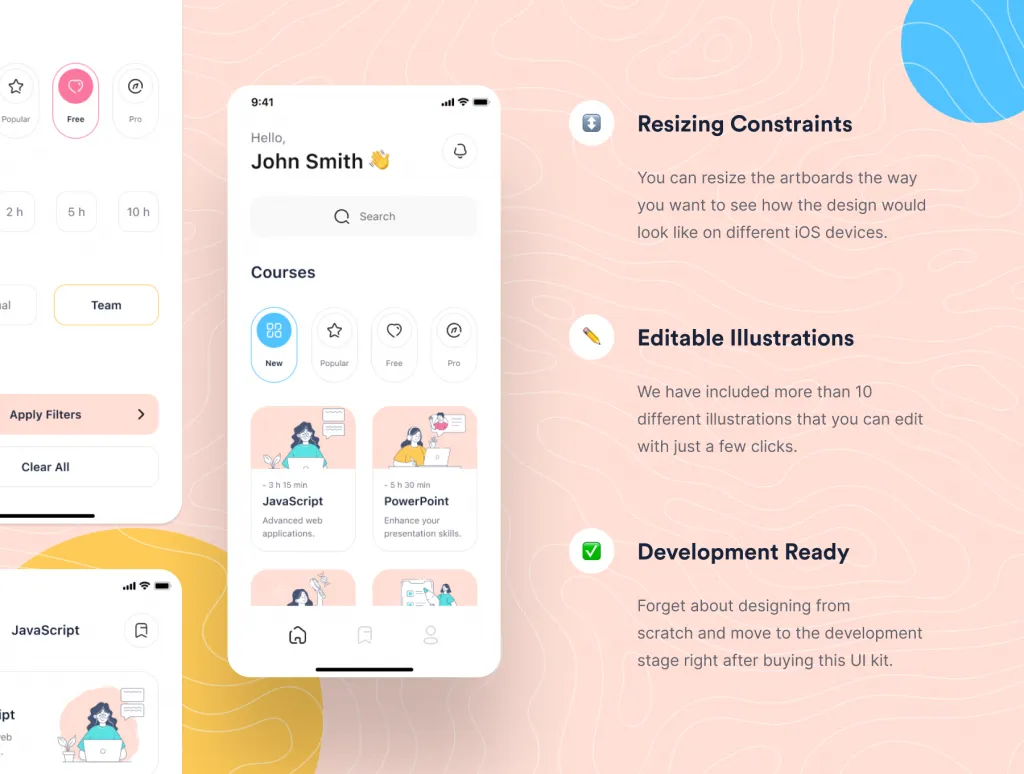 Popular
Free
Pro
2 h
5 h
10 h
Team
Apply Filters
Clear All
JavaScript
9:41
Hello,
John Smith 👋
Search
Courses
New
Popular
Free
Pro
- 3 h 15 min
JavaScript
Advanced web
applications.
- 5 h 30 min
PowerPoint
Enhance your
presentation skills.
Resizing Constraints
You can resize the artboards the way
you want to see how the design would
look like on different iOS devices.
Editable Illustrations
We have included more than 10
different illustrations that you can edit
with just a few clicks.
Development Ready
Forget about designing from
scratch and move to the development
stage right after buying this UI kit.